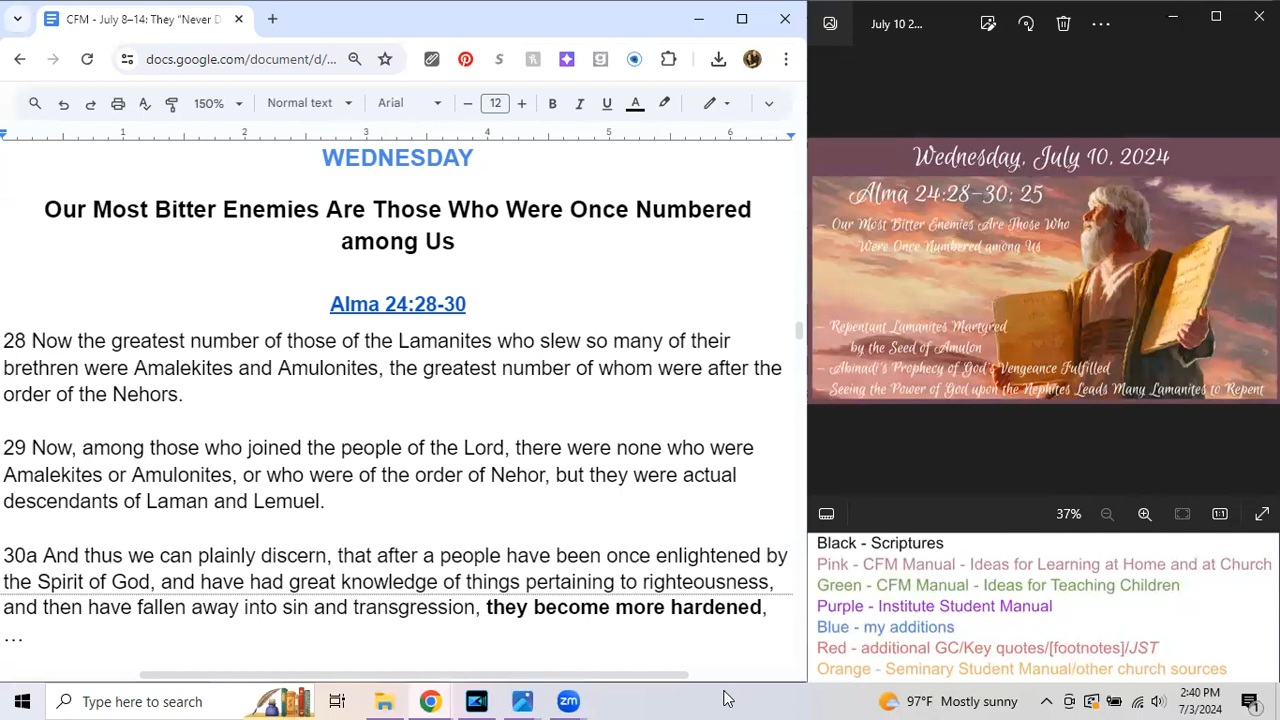 CFM - July 8–14: They “Never D
docs.google.com/document/d/...
150%
Normal text
Arial
12
B
I
U
A
1
2
3
4
5
6
WEDNESDAY
Our Most Bitter Enemies Are Those Who Were Once Numbered
among Us
Alma 24:28-30
28 Now the greatest number of those of the Lamanites who slew so many of their
brethren were Amalekites and Amulonites, the greatest number of whom were after the
order of the Nehors.
29 Now, among those who joined the people of the Lord, there were none who were
Amalekites or Amulonites, or who were of the order of Nehor, but they were actual
descendants of Laman and Lemuel.
30a And thus we can plainly discern, that after a people have been once enlightened by
the Spirit of God, and have had great knowledge of things pertaining to righteousness,
and then have fallen away into sin and transgression, they become more hardened,
…
July 10 2...
Wednesday, July 10, 2024
Alma 24:28-30; 25
- Our Most Bitter Enemies Are Those Who
Were Once Numbered among Us
- Repentant Lamanites Martyred
by the Seed of Amulon
- Abinadi's Prophecy of God's Vengeance Fulfilled
- Seeing the Power of God upon the Nephites Leads Many Lamanites to Repent
37%
1:1
Black - Scriptures
Pink - CFM Manual - Ideas for Learning at Home and at Church
Green - CFM Manual - Ideas for Teaching Children
Purple - Institute Student Manual
Blue - my additions
Red - additional GC/Key quotes/[footnotes]/JST
Orange - Seminary Student Manual/other church sources
Type here to search
zm
97°F Mostly sunny
2:40 PM
7/3/2024
1